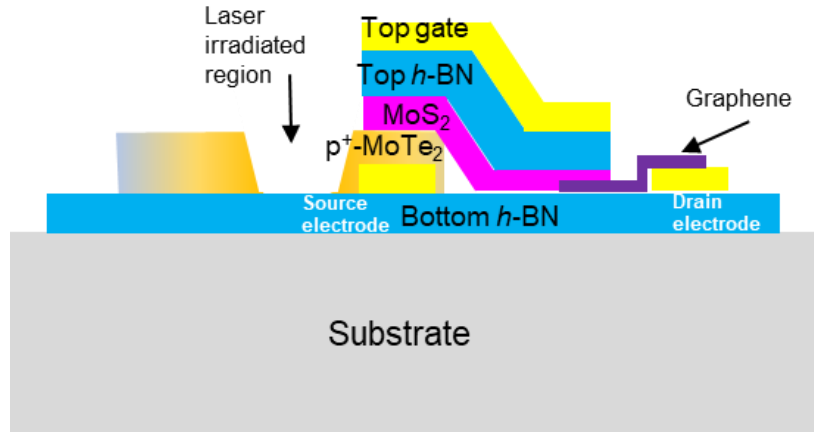 Laser
irradiated
region
Top gate
Top h-BN
MoS₂
Graphene
p⁺-MoTe₂
Source
electrode
Bottom h-BN
Drain
electrode
Substrate